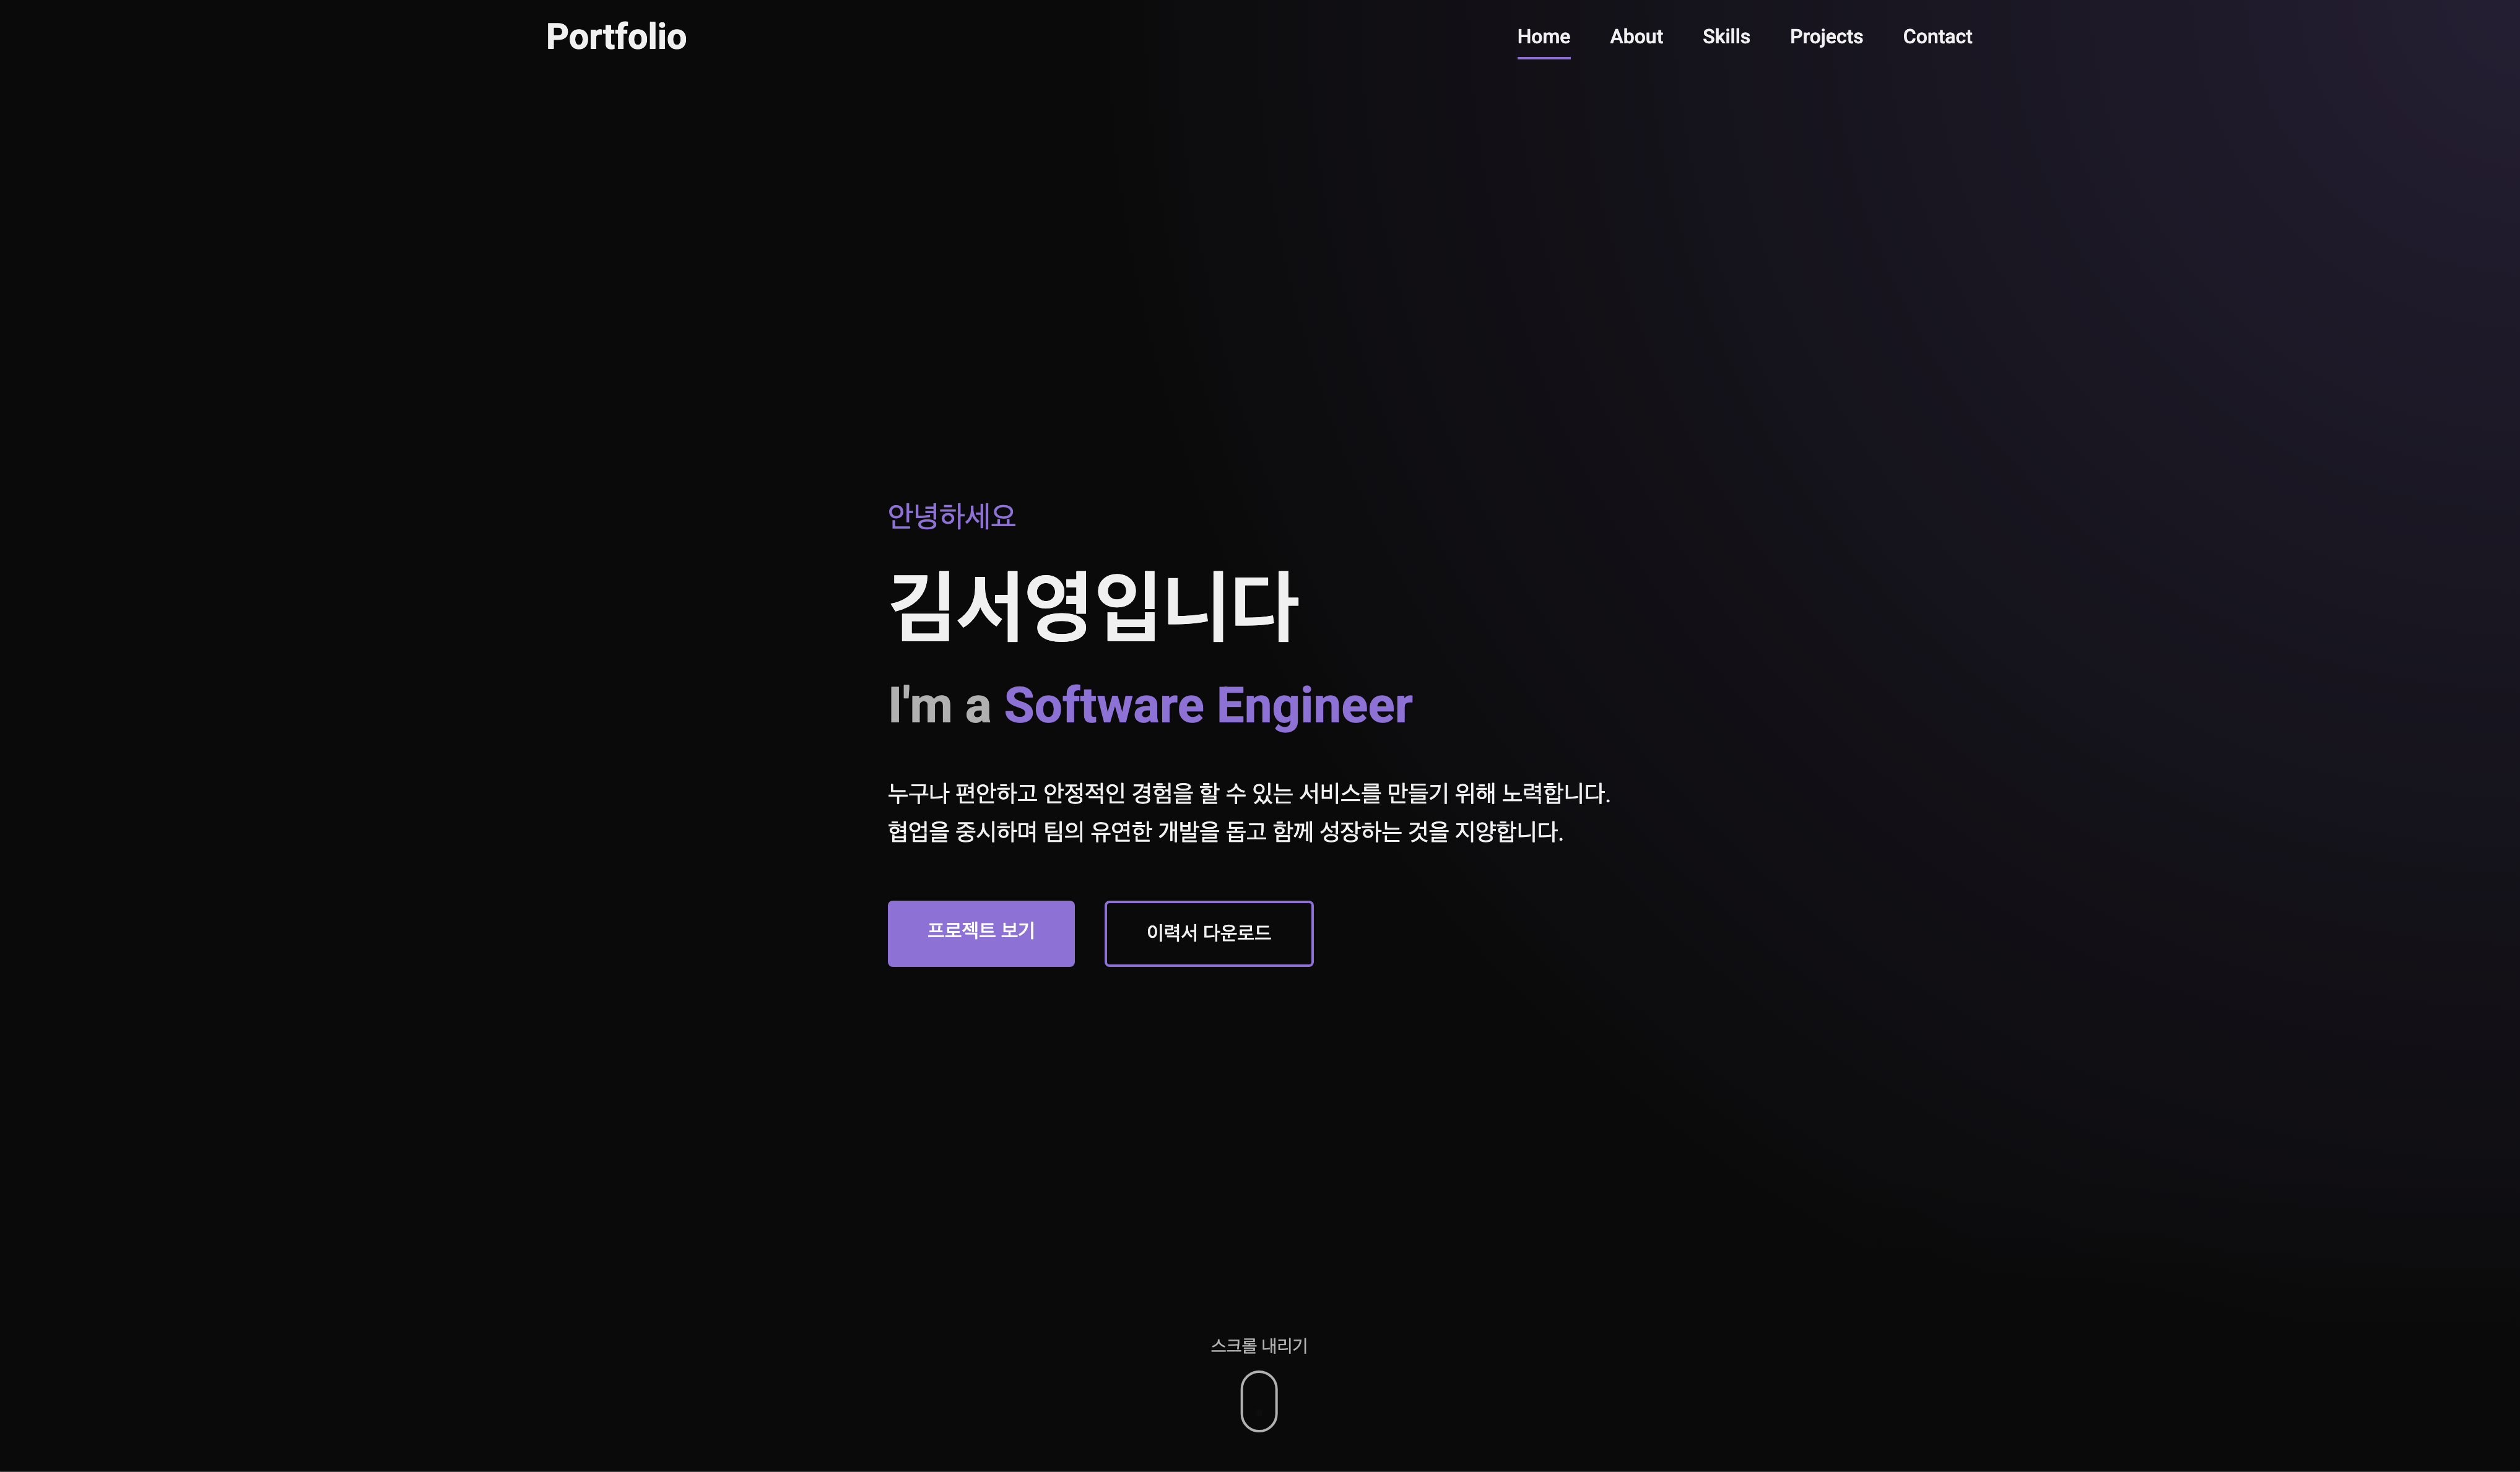 Portfolio
Home About Skills Projects Contact
안녕하세요
김서영입니다
I'm a Software Engineer
누구나 편안하고 안정적인 경험을 할 수 있는 서비스를 만들기 위해 노력합니다.
협업을 중시하며 팀의 유연한 개발을 돕고 함께 성장하는 것을 지양합니다.
프로젝트 보기 이력서 다운로드
스크롤 내리기